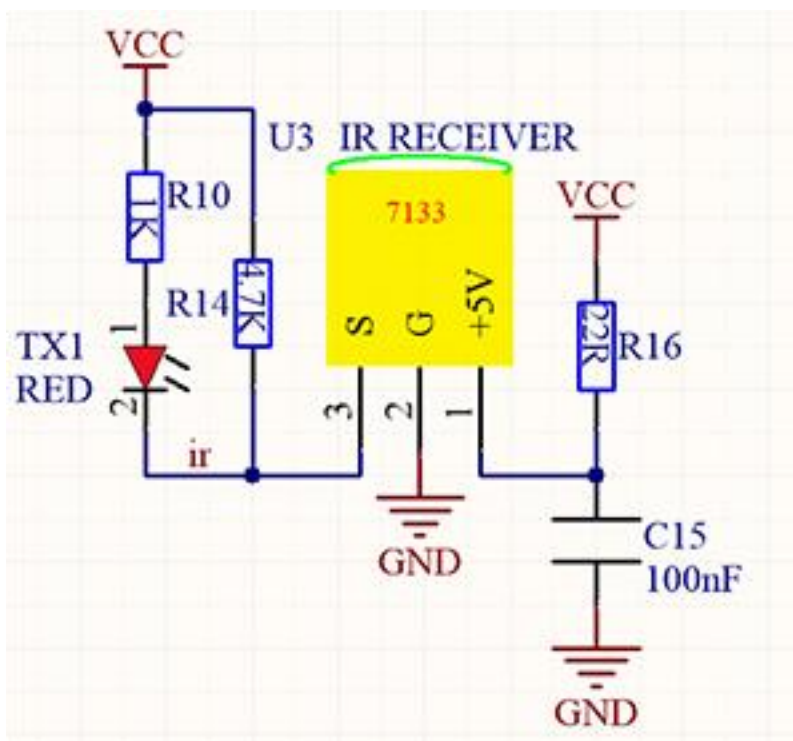 VCC
U3 IR RECEIVER
7133
VCC
R10
1K
R14
4.7K
S
G
+5V
22R
R16
TX1
RED
1
2
3
2
1
ir
GND
C15
100nF
GND